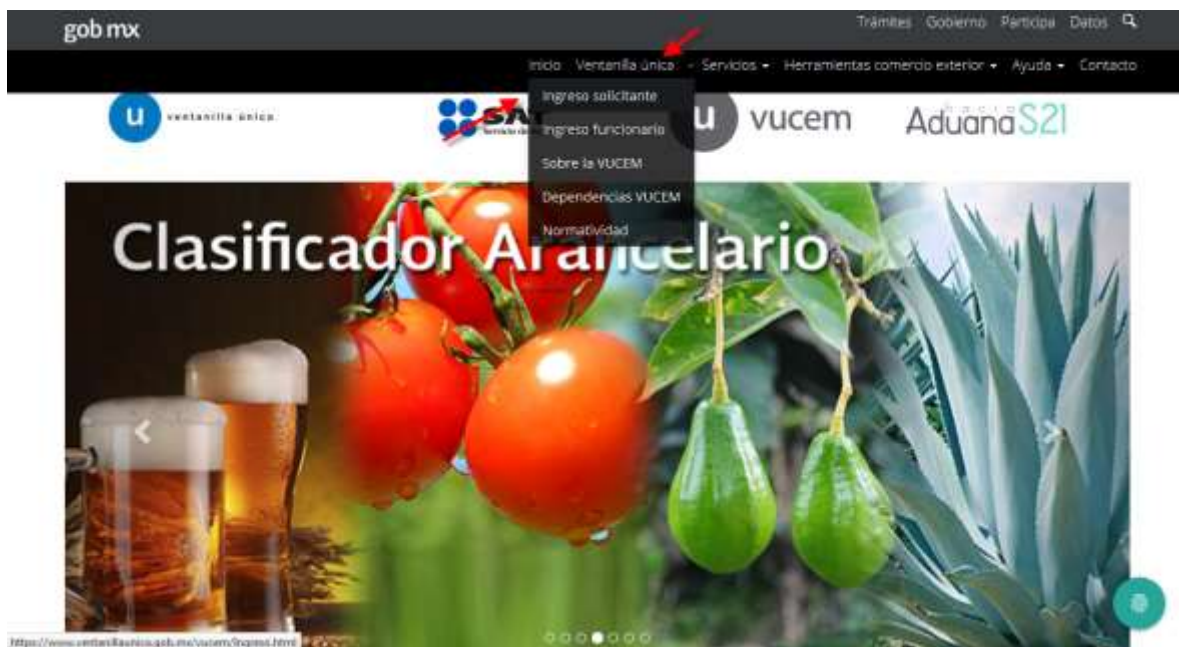 gob mx
Trámites Gobierno Participa Datos
Inicio Ventanilla única Servicios Herramientas comercio exterior Ayuda Contacto
Ingreso solicitante
Ingreso funcionario
Sobre la VUCEM
Dependencias VUCEM
Normatividad
u ventanilla única
SAT
u vucem
hacia
Aduana S21
Clasificador Arancelario
https://www.ventanillaunica.gob.mx/vucem/Ingreso.html